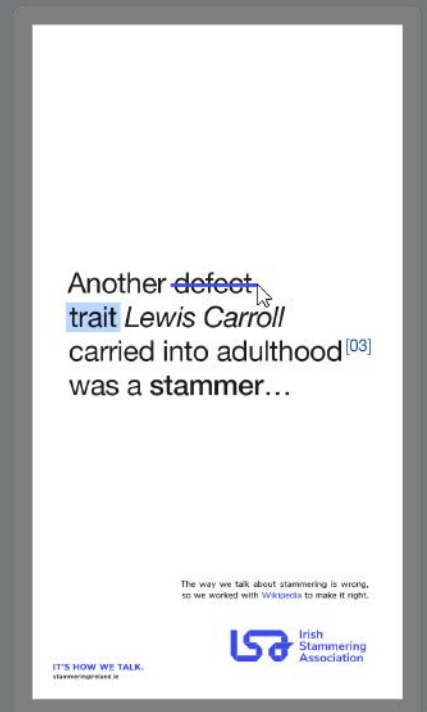 Another defect
trait Lewis Carroll
carried into adulthood [03]
was a stammer...
The way we talk about stammering is wrong,
so we worked with Wikipedia to make it right.
LSa Irish
Stammering
Association
IT'S HOW WE TALK.
stammeringireland.ie